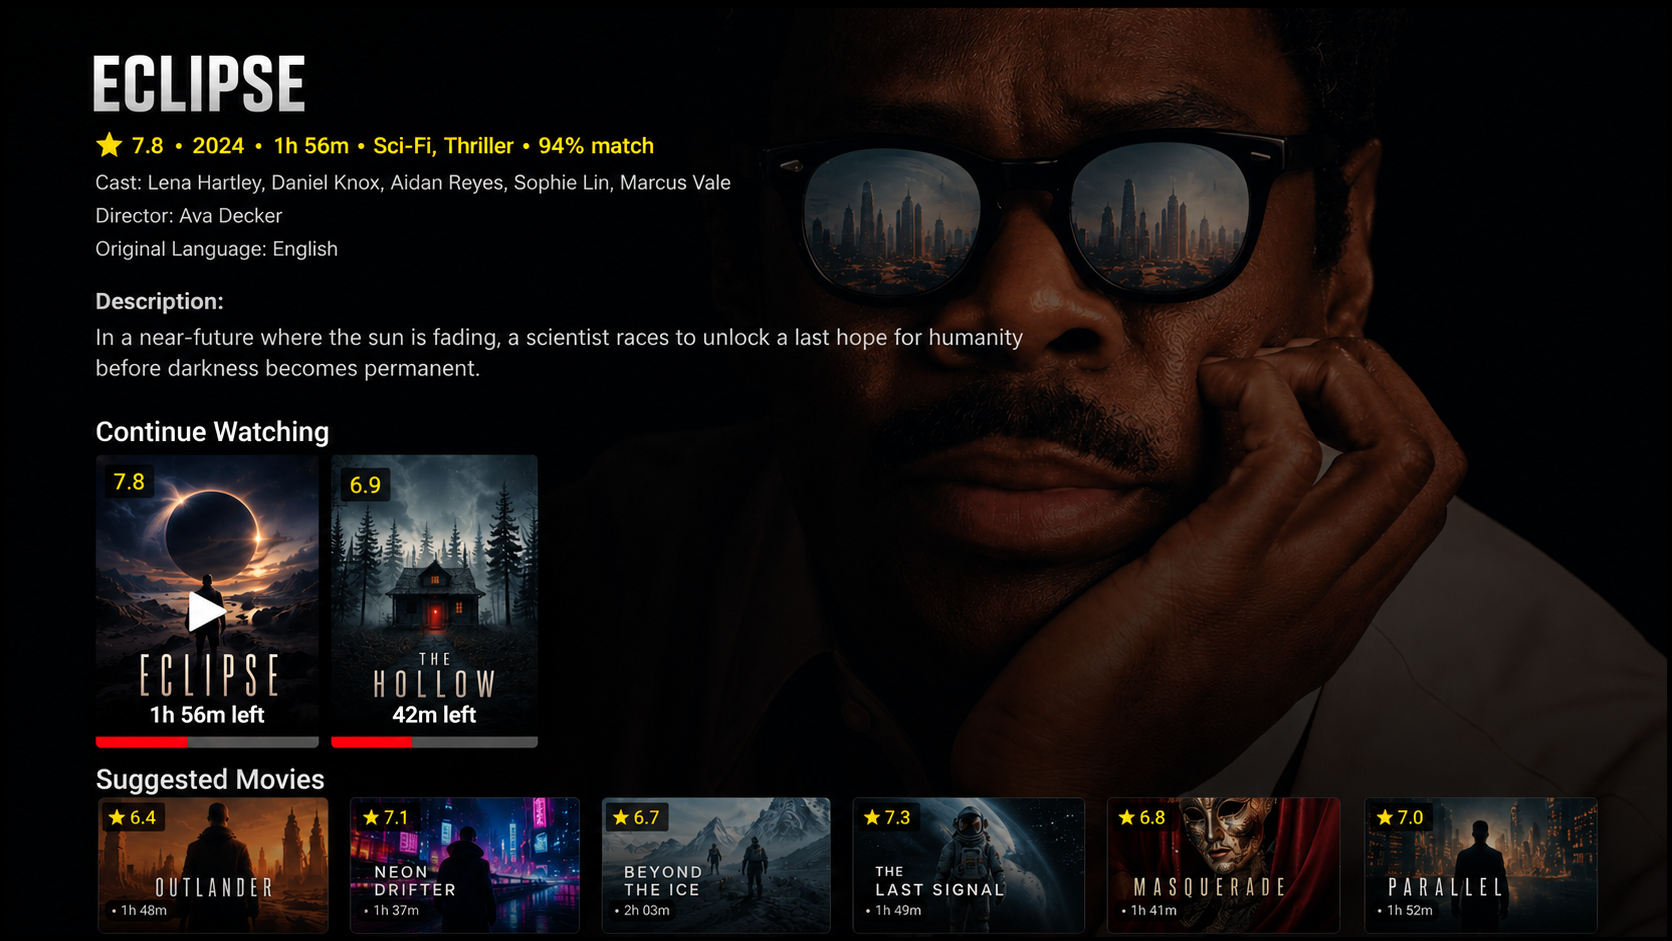 ECLIPSE
7.8 • 2024 • 1h 56m • Sci-Fi, Thriller • 94% match
Cast: Lena Hartley, Daniel Knox, Aidan Reyes, Sophie Lin, Marcus Vale
Director: Ava Decker
Original Language: English
Description:
In a near-future where the sun is fading, a scientist races to unlock a last hope for humanity
before darkness becomes permanent.
Continue Watching
7.8
ECLIPSE
1h 56m left
6.9
THE
HOLLOW
42m left
Suggested Movies
6.4
OUTLANDER
• 1h 48m
7.1
NEON
DRIFTER
• 1h 37m
6.7
BEYOND
THE ICE
• 2h 03m
7.3
THE
LAST SIGNAL
• 1h 49m
6.8
MASQUERADE
• 1h 41m
7.0
PARALLEL
• 1h 52m